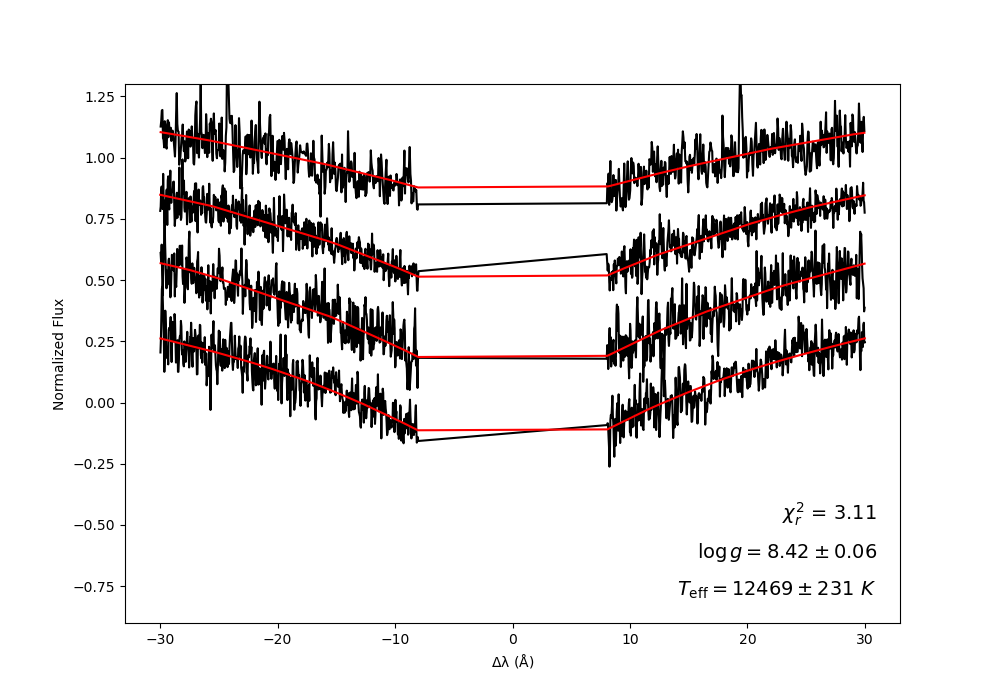 1.25
1.00
0.75
0.50
0.25
0.00
−0.25
−0.50
−0.75
Normalized Flux
χ²ᵣ = 3.11
log g = 8.42 ± 0.06
T_eff = 12469 ± 231 K
−30 −20 −10 0 10 20 30
Δλ (Å)